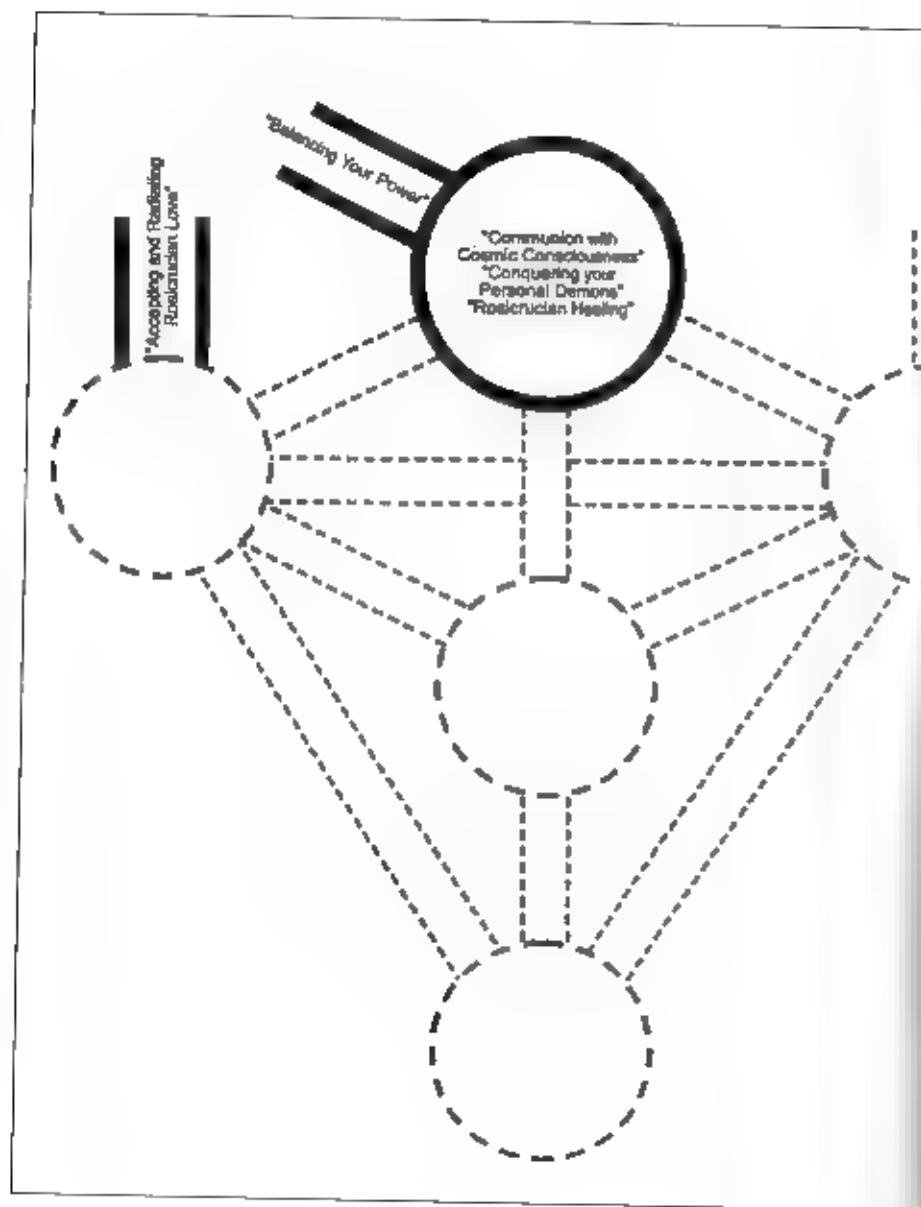 "Balancing Your Power"
"Accepting and Radiating
Rosicrucian Love"
"Communion with
Cosmic Consciousness"
"Conquering your
Personal Demons"
"Rosicrucian Healing"